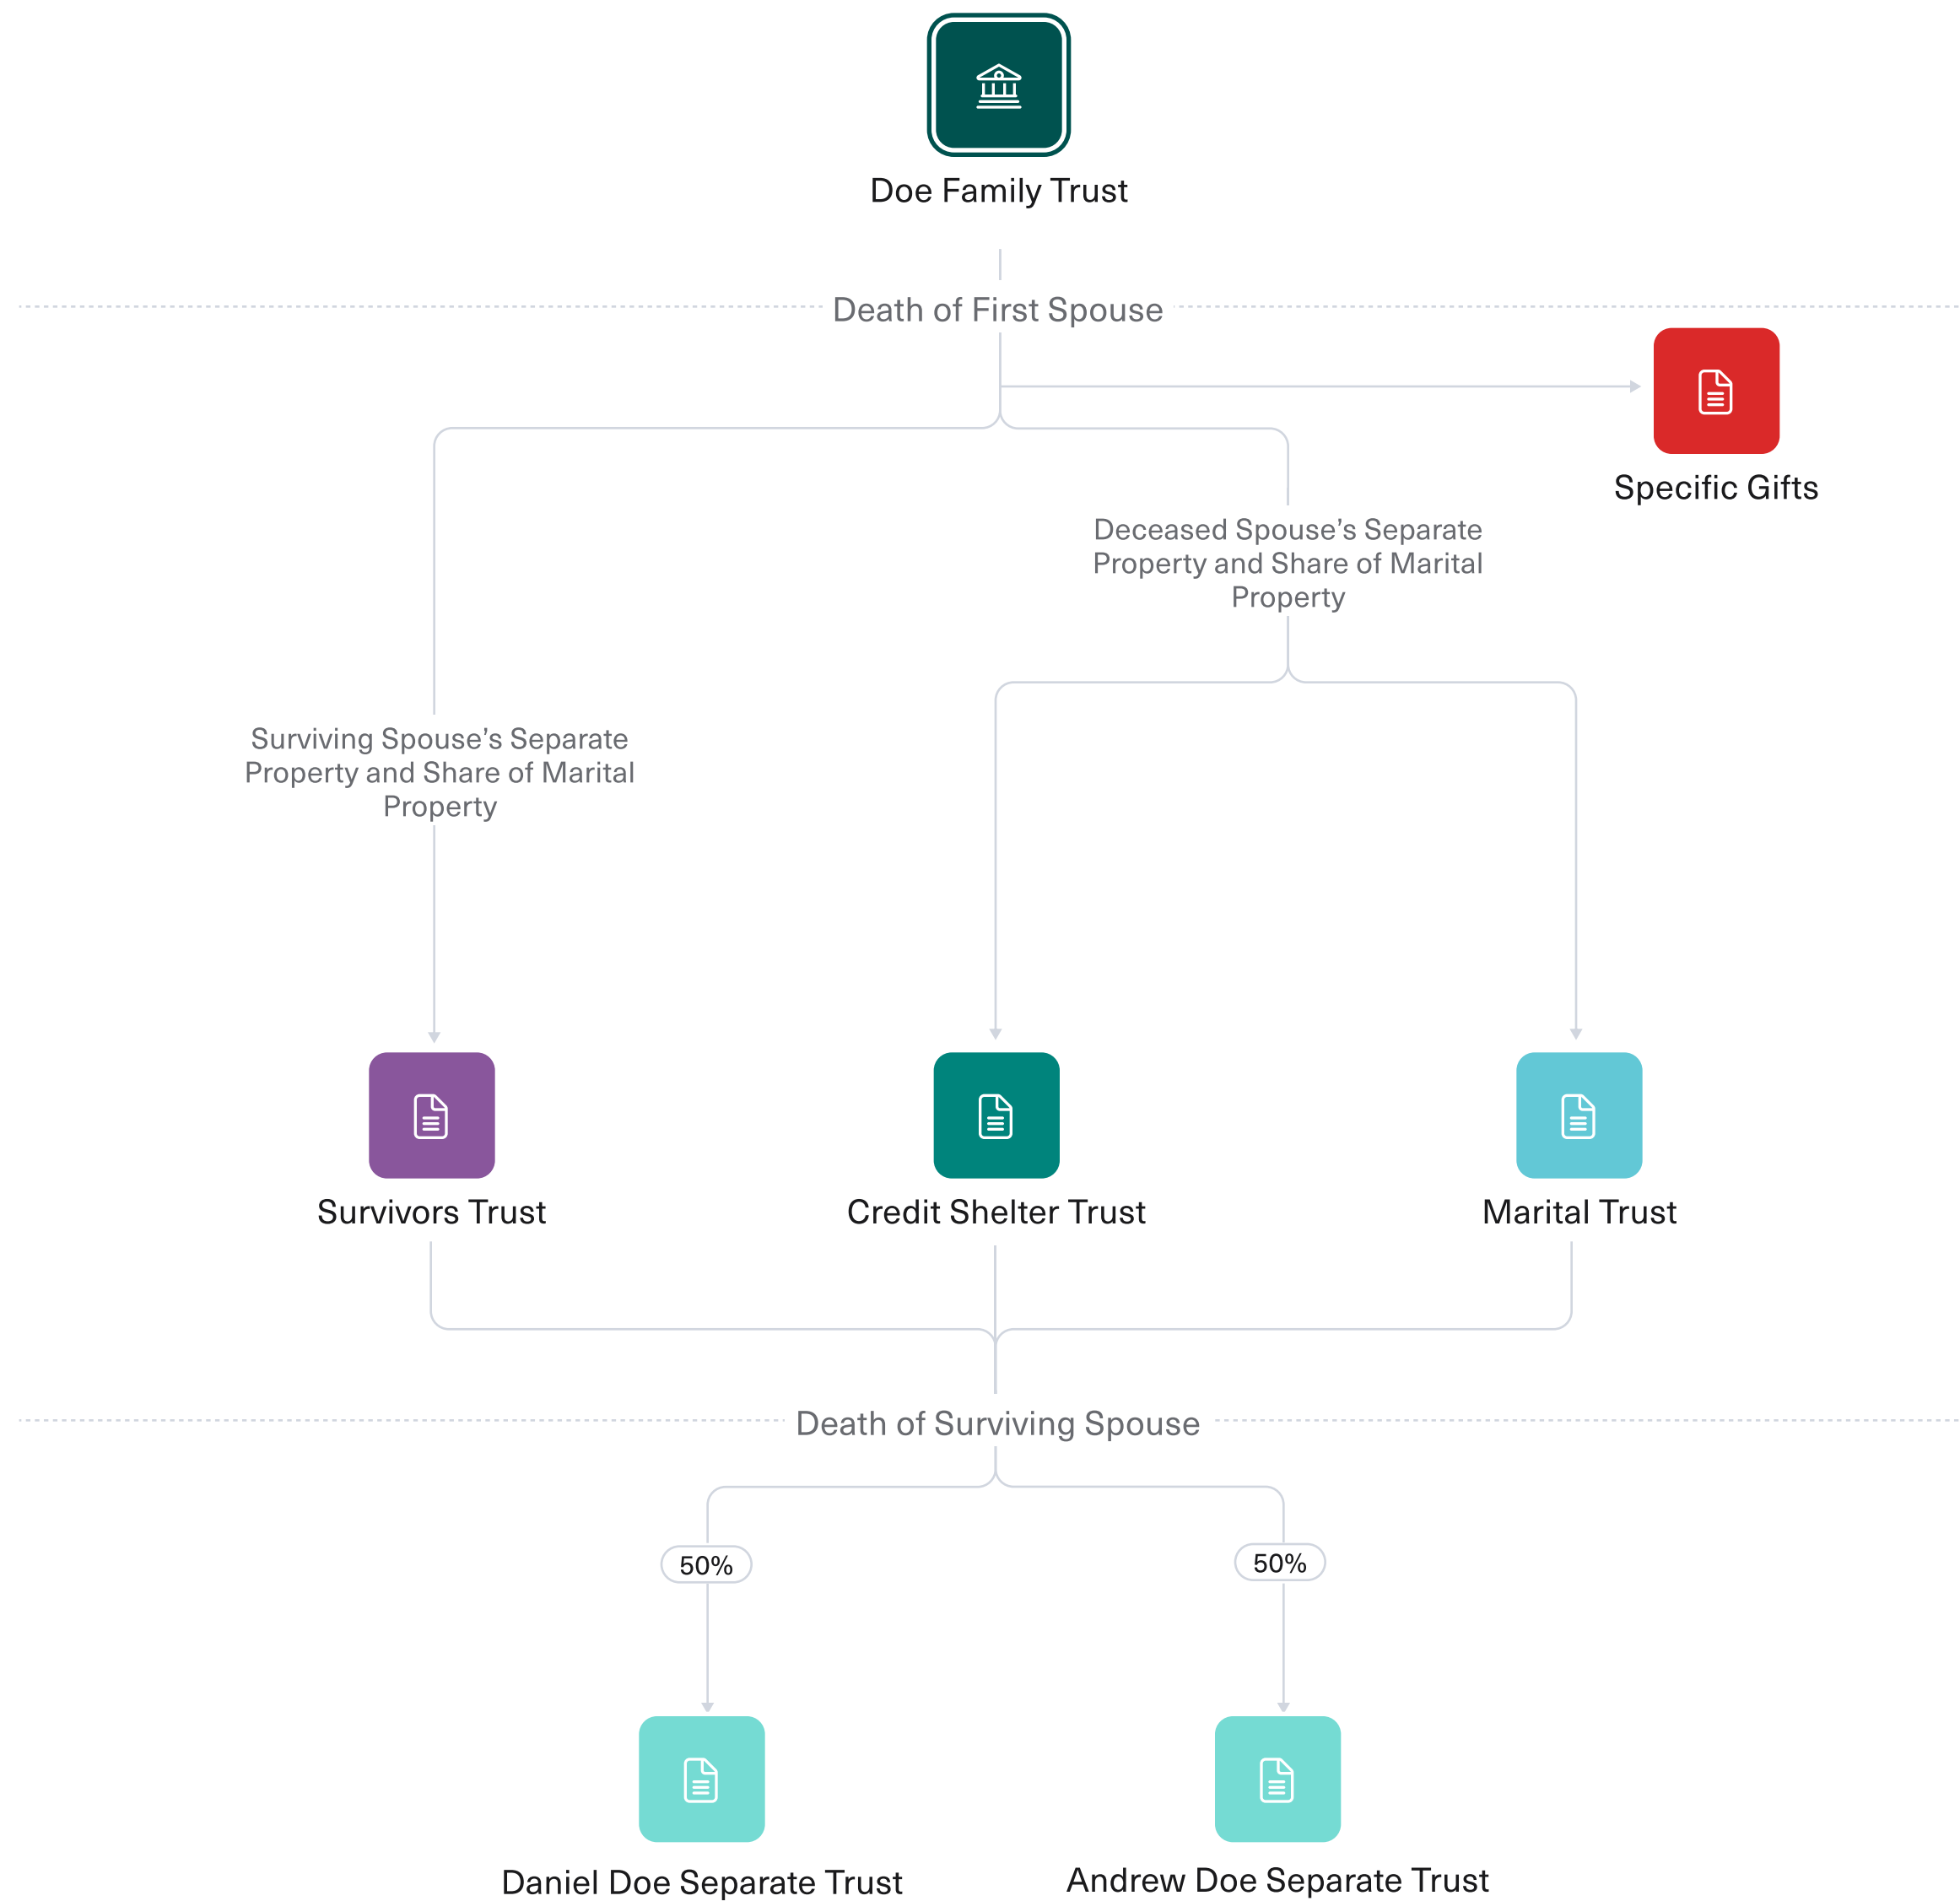 Doe Family Trust
Death of First Spouse
Specific Gifts
Deceased Spouse’s Separate
Property and Share of Marital
Property
Surviving Spouse’s Separate
Property and Share of Marital
Property
Survivors Trust
Credit Shelter Trust
Marital Trust
Death of Surviving Spouse
50%
50%
Daniel Doe Separate Trust
Andrew Doe Separate Trust